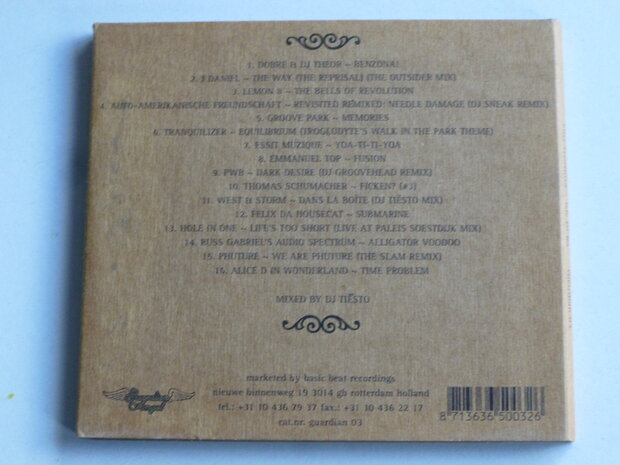 1. DOBRE & DJ THEOR ~ BENZONA!
2. J DANIEL ~ THE WAY (THE REPRISAL) (THE OUTSIDER MIX)
3. LEMON 8 ~ THE BELLS OF REVOLUTION
4. AUFO-AMERIKANISCHE FREUNDSCHAFT ~ REVISITED REMIXED: NEEDLE DAMAGE (DJ SNEAK REMIX)
5. GROOVE PARK ~ MEMORIES
6. TRANQUILIZER ~ EQUILIBRIUM (TROGLUDYTE'S WALK IN THE PARK THEME)
7. ESSIT MUZIQUE ~ YOA-TI-TI-YOA
8. EMMANUEL TOP ~ FUSION
9. PWB ~ DARK DESIRE (DJ GROOVEHEAD REMIX)
10. THOMAS SCHUMACHER ~ FICKEN? (#3)
11. WEST & STORM ~ DANS LA BOÎTE (DJ TIËSTO MIX)
12. FELIX DA HOUSECAT ~ SUBMARINE
13. HOLE IN ONE ~ LIFE'S TOO SHORT (LIVE AT PALEIS SOESTDIJK MIX)
14. RUSS GABRIEL'S AUDIO SPECTRUM ~ ALLIGATOR VOODOO
15. PHUTURE ~ WE ARE PHUTURE (THE SLAM REMIX)
16. ALICE D IN WONDERLAND ~ TIME PROBLEM
MIXED BY DJ TIËSTO
marketed by basic beat recordings
nieuwe binnenweg 19 3014 gb rotterdam holland
tel.: +31 10 436 79 37 fax.: +31 10 436 22 17
cat.nr. guardian 03
Guardian Angel
8 713636 500326